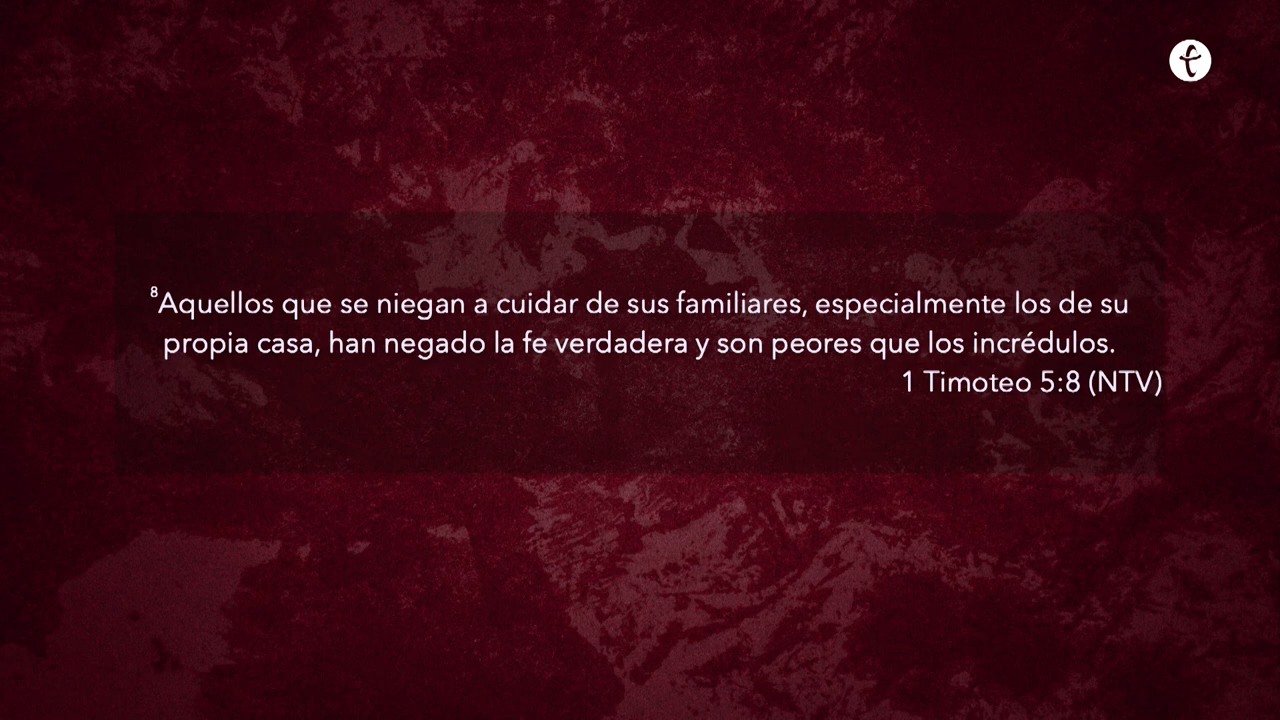 ⁸Aquellos que se niegan a cuidar de sus familiares, especialmente los de su
propia casa, han negado la fe verdadera y son peores que los incrédulos.
1 Timoteo 5:8 (NTV)